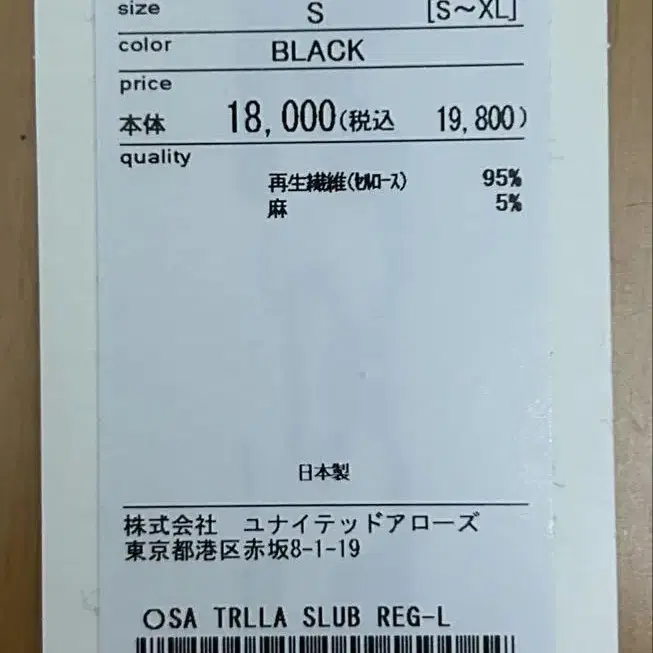 size S [S～XL]
color BLACK
price
本体 18,000(税込 19,800)
quality
再生繊維(ｾﾙﾛｰｽ) 95%
麻 5%
日本製
株式会社 ユナイテッドアローズ
東京都港区赤坂8-1-19
〇SA TRLLA SLUB REG-L